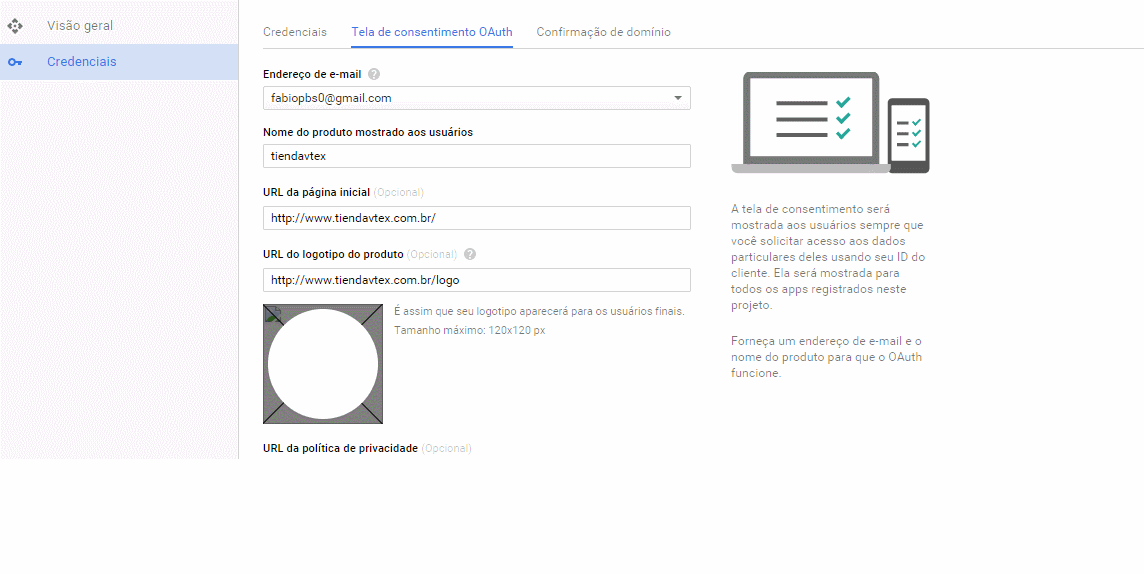 Visão geral
Credenciais
Credenciais Tela de consentimento OAuth Confirmação de domínio
Endereço de e-mail ?
fabiopbs0@gmail.com
Nome do produto mostrado aos usuários
tiendavtex
URL da página inicial (Opcional)
http://www.tiendavtex.com.br/
URL do logotipo do produto (Opcional) ?
http://www.tiendavtex.com.br/logo
É assim que seu logotipo aparecerá para os usuários finais.
Tamanho máximo: 120x120 px
URL da política de privacidade (Opcional)
A tela de consentimento será
mostrada aos usuários sempre que
você solicitar acesso aos dados
particulares deles usando seu ID do
cliente. Ela será mostrada para
todos os apps registrados neste
projeto.
Forneça um endereço de e-mail e o
nome do produto para que o OAuth
funcione.